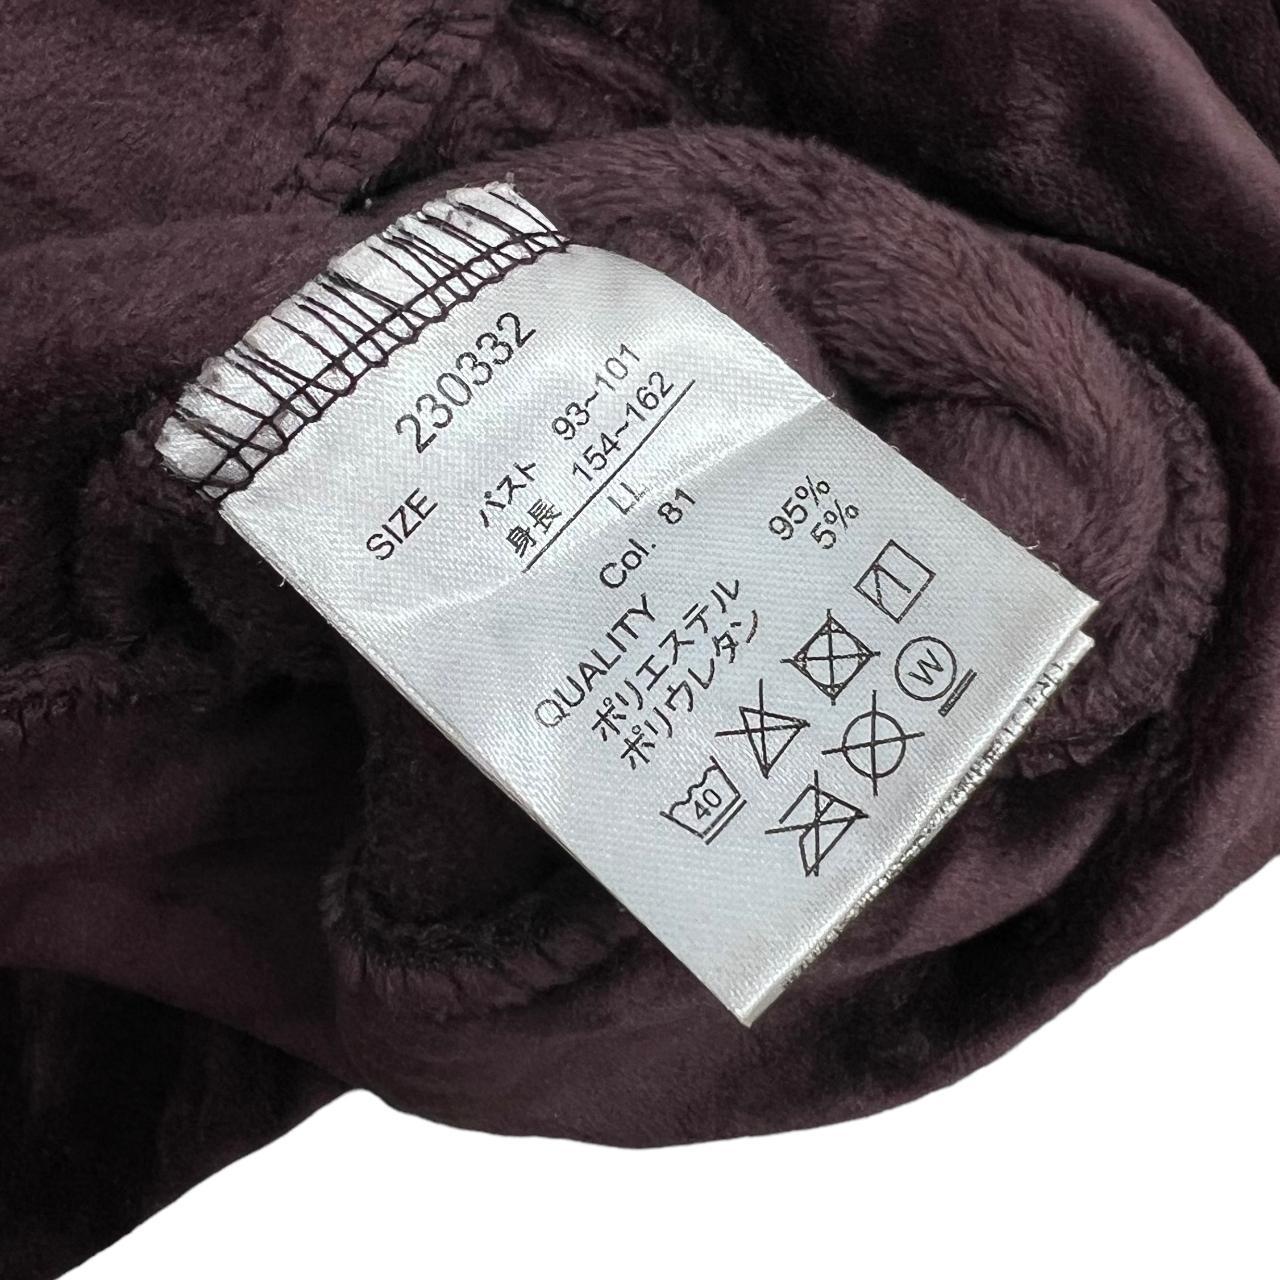 230332
SIZE
バスト 93~101
身長 154~162
LL
Col. 81
QUALITY
ポリエステル 95%
ポリウレタン 5%
40
W